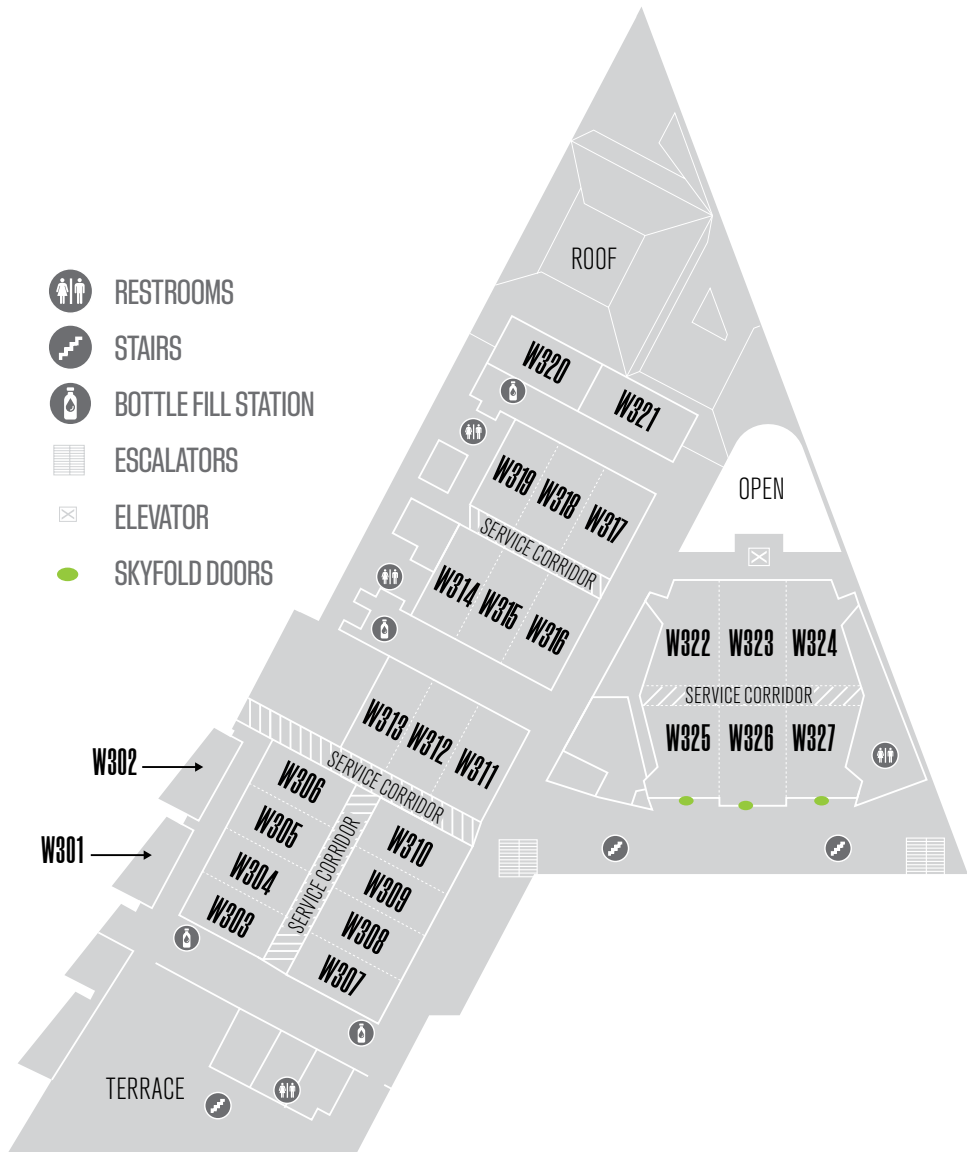 RESTROOMS
STAIRS
BOTTLE FILL STATION
ESCALATORS
ELEVATOR
SKYFOLD DOORS
ROOF
W320
W321
OPEN
W319 W318 W317
SERVICE CORRIDOR
W314 W315 W316
W322 W323 W324
SERVICE CORRIDOR
W325 W326 W327
W313 W312 W311
SERVICE CORRIDOR
W302
W301
W306
W305
W304
W303
SERVICE CORRIDOR
W310
W309
W308
W307
TERRACE